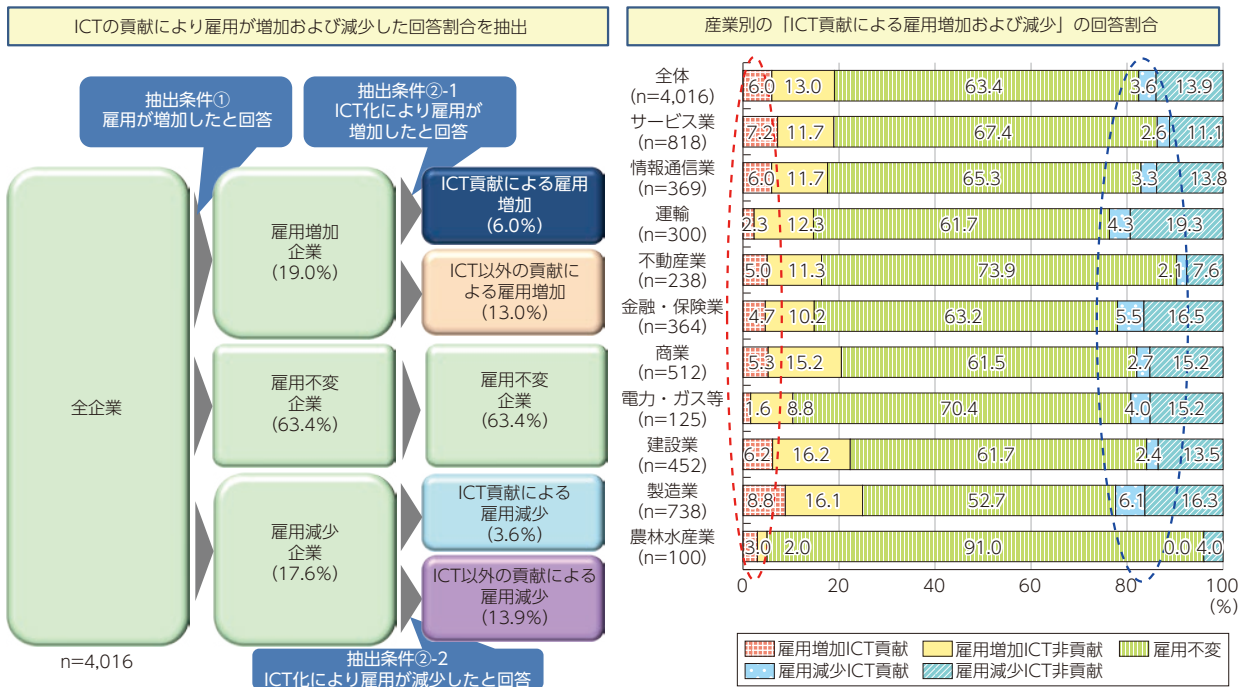 ICTの貢献により雇用が増加および減少した回答割合を抽出
抽出条件①
雇用が増加したと回答
抽出条件②-1
ICT化により雇用が
増加したと回答
全企業
n=4,016
雇用増加
企業
(19.0%)
雇用不変
企業
(63.4%)
雇用減少
企業
(17.6%)
ICT貢献による雇用
増加
(6.0%)
ICT以外の貢献に
よる雇用増加
(13.0%)
雇用不変
企業
(63.4%)
ICT貢献による
雇用減少
(3.6%)
ICT以外の貢献による
雇用減少
(13.9%)
抽出条件②-2
ICT化により雇用が減少したと回答
産業別の「ICT貢献による雇用増加および減少」の回答割合
全体
(n=4,016)
6.0 13.0 63.4 3.6 13.9
サービス業
(n=818)
7.2 11.7 67.4 2.6 11.1
情報通信業
(n=369)
6.0 11.7 65.3 3.3 13.8
運輸
(n=300)
2.3 12.3 61.7 4.3 19.3
不動産業
(n=238)
5.0 11.3 73.9 2.1 7.6
金融・保険業
(n=364)
4.7 10.2 63.2 5.5 16.5
商業
(n=512)
5.3 15.2 61.5 2.7 15.2
電力・ガス等
(n=125)
1.6 8.8 70.4 4.0 15.2
建設業
(n=452)
6.2 16.2 61.7 2.4 13.5
製造業
(n=738)
8.8 16.1 52.7 6.1 16.3
農林水産業
(n=100)
3.0 2.0 91.0 0.0 4.0
0 20 40 60 80 100
(%)
雇用増加ICT貢献 雇用増加ICT非貢献 雇用不変
雇用減少ICT貢献 雇用減少ICT非貢献